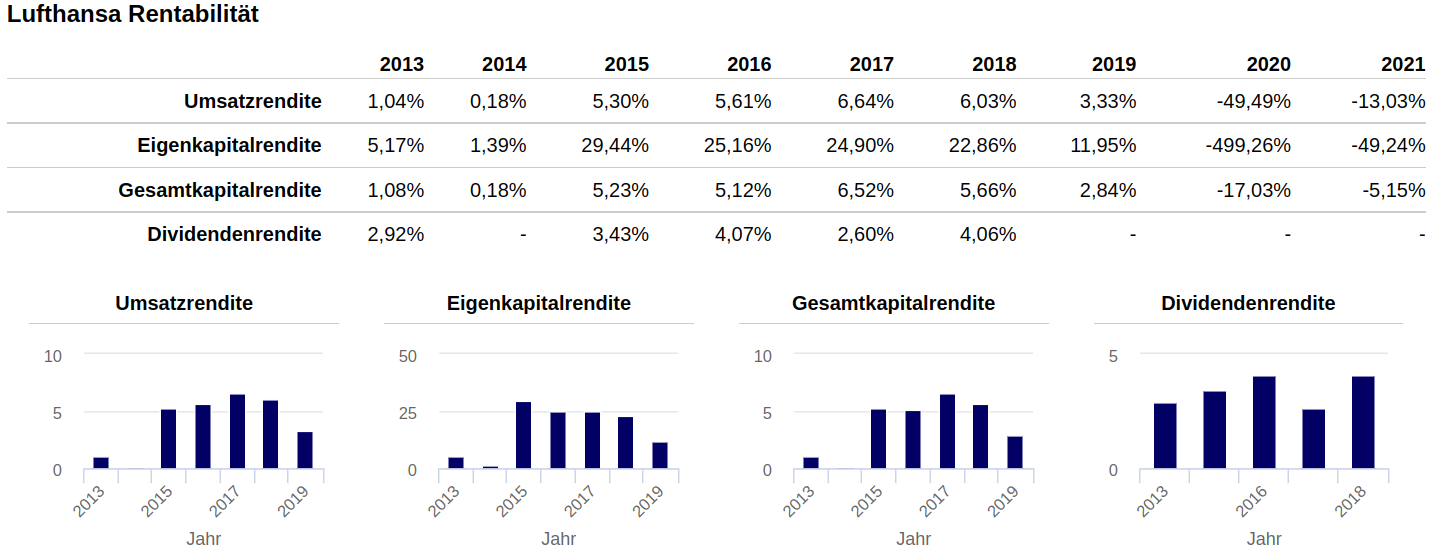 Lufthansa Rentabilität
2013 2014 2015 2016 2017 2018 2019 2020 2021
Umsatzrendite 1,04% 0,18% 5,30% 5,61% 6,64% 6,03% 3,33% -49,49% -13,03%
Eigenkapitalrendite 5,17% 1,39% 29,44% 25,16% 24,90% 22,86% 11,95% -499,26% -49,24%
Gesamtkapitalrendite 1,08% 0,18% 5,23% 5,12% 6,52% 5,66% 2,84% -17,03% -5,15%
Dividendenrendite 2,92% - 3,43% 4,07% 2,60% 4,06% - - -
Umsatzrendite
10
5
0
2013 2015 2017 2019
Jahr
Eigenkapitalrendite
50
25
0
2013 2015 2017 2019
Jahr
Gesamtkapitalrendite
10
5
0
2013 2015 2017 2019
Jahr
Dividendenrendite
5
0
2013 2016 2018
Jahr